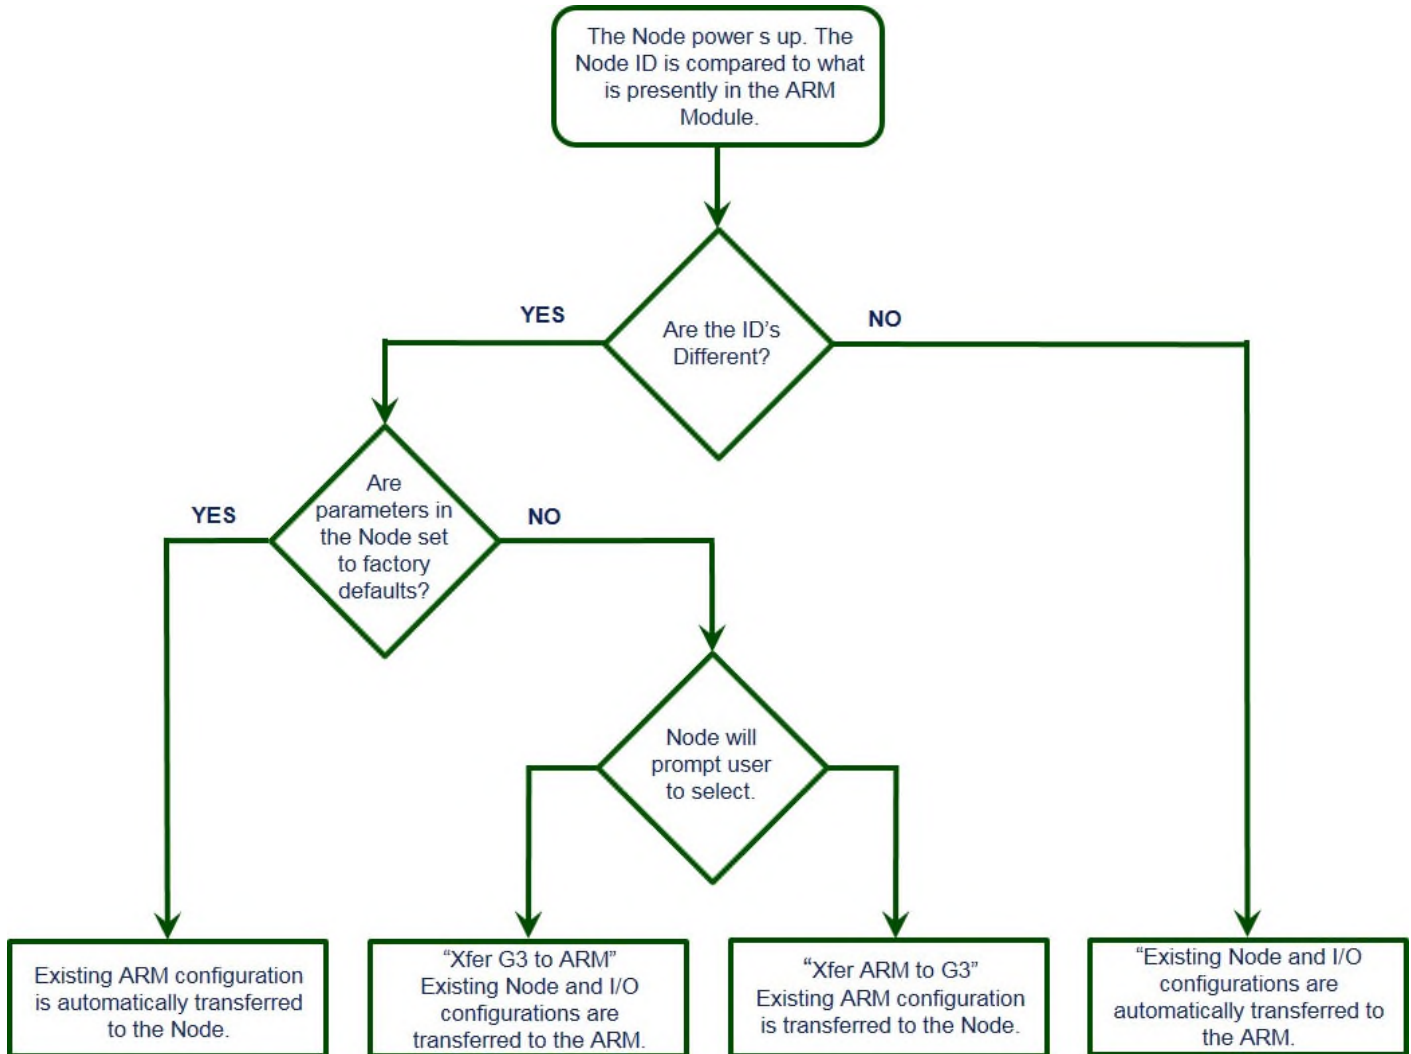 The Node power s up. The
Node ID is compared to what
is presently in the ARM
Module.
YES
NO
Are the ID's
Different?
YES
NO
Are
parameters in
the Node set
to factory
defaults?
Node will
prompt user
to select.
Existing ARM configuration
is automatically transferred
to the Node.
“Xfer G3 to ARM”
Existing Node and I/O
configurations are
transferred to the ARM.
“Xfer ARM to G3”
Existing ARM configuration
is transferred to the Node.
“Existing Node and I/O
configurations are
automatically transferred to
the ARM.